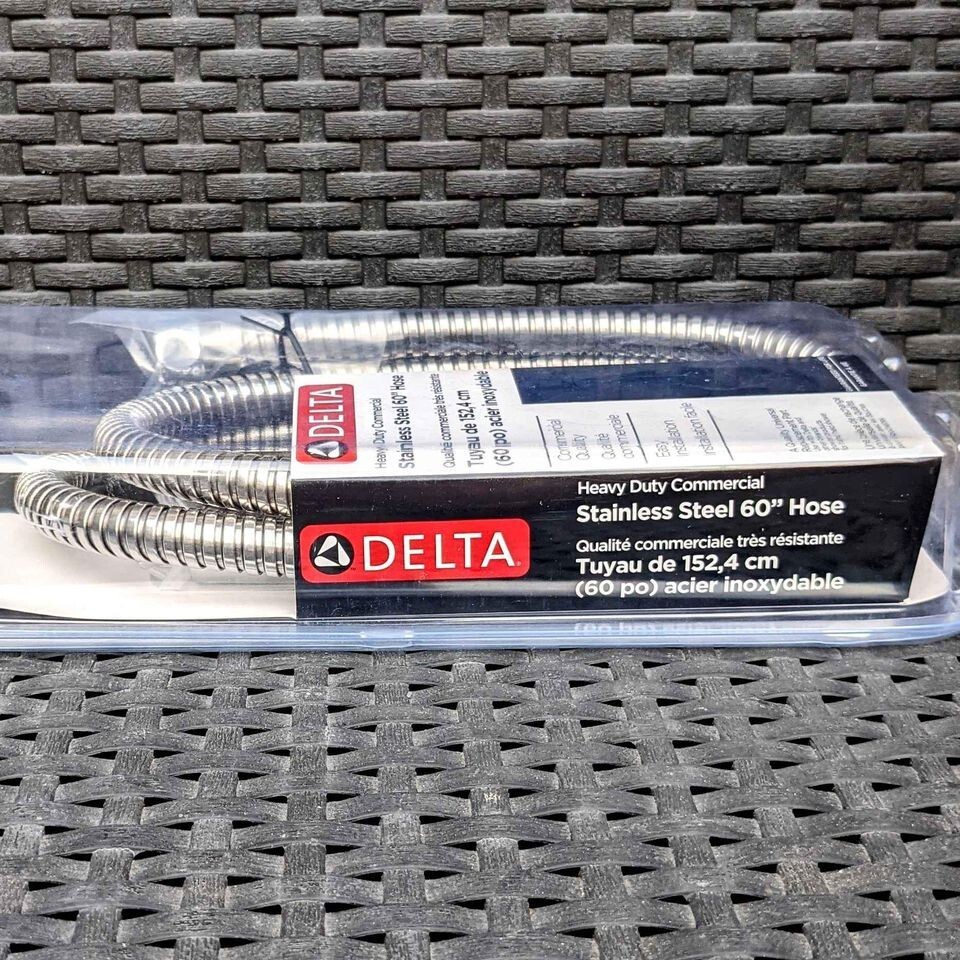 DELTA
Heavy Duty Commercial
Stainless Steel 60" Hose
Qualité commerciale très résistante
Tuyau de 152,4 cm
(60 po) acier inoxydable
Commercial
Quality
Qualité
commerciale
Easy
installation
Installation facile
DELTA
Heavy Duty Commercial
Stainless Steel 60” Hose
Qualité commerciale très résistante
Tuyau de 152,4 cm
(60 po) acier inoxydable